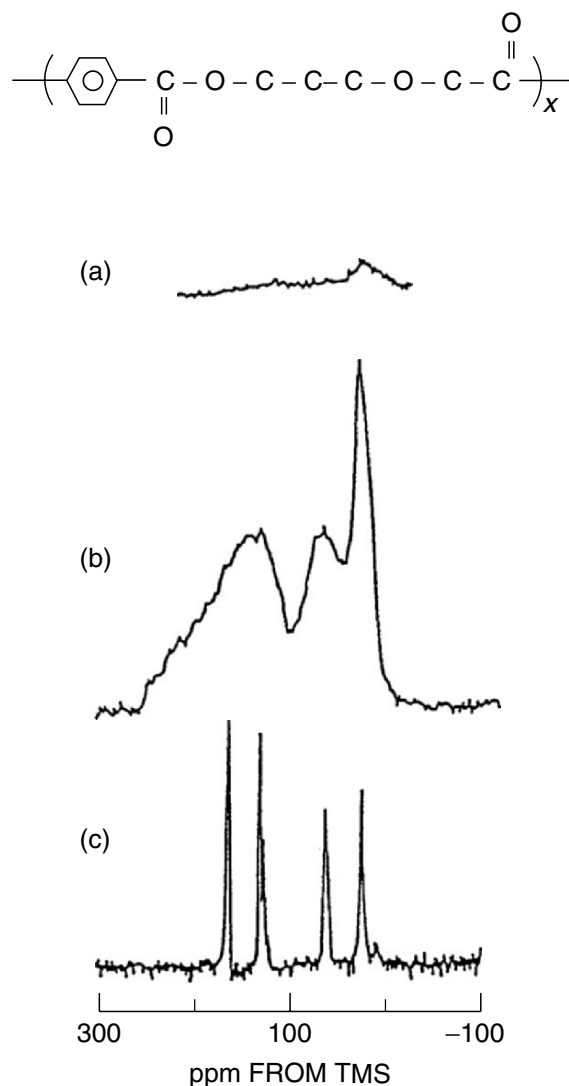 O
C – O – C – C – C – O – C – C
x
O
(a)
(b)
(c)
300 100 −100
ppm FROM TMS